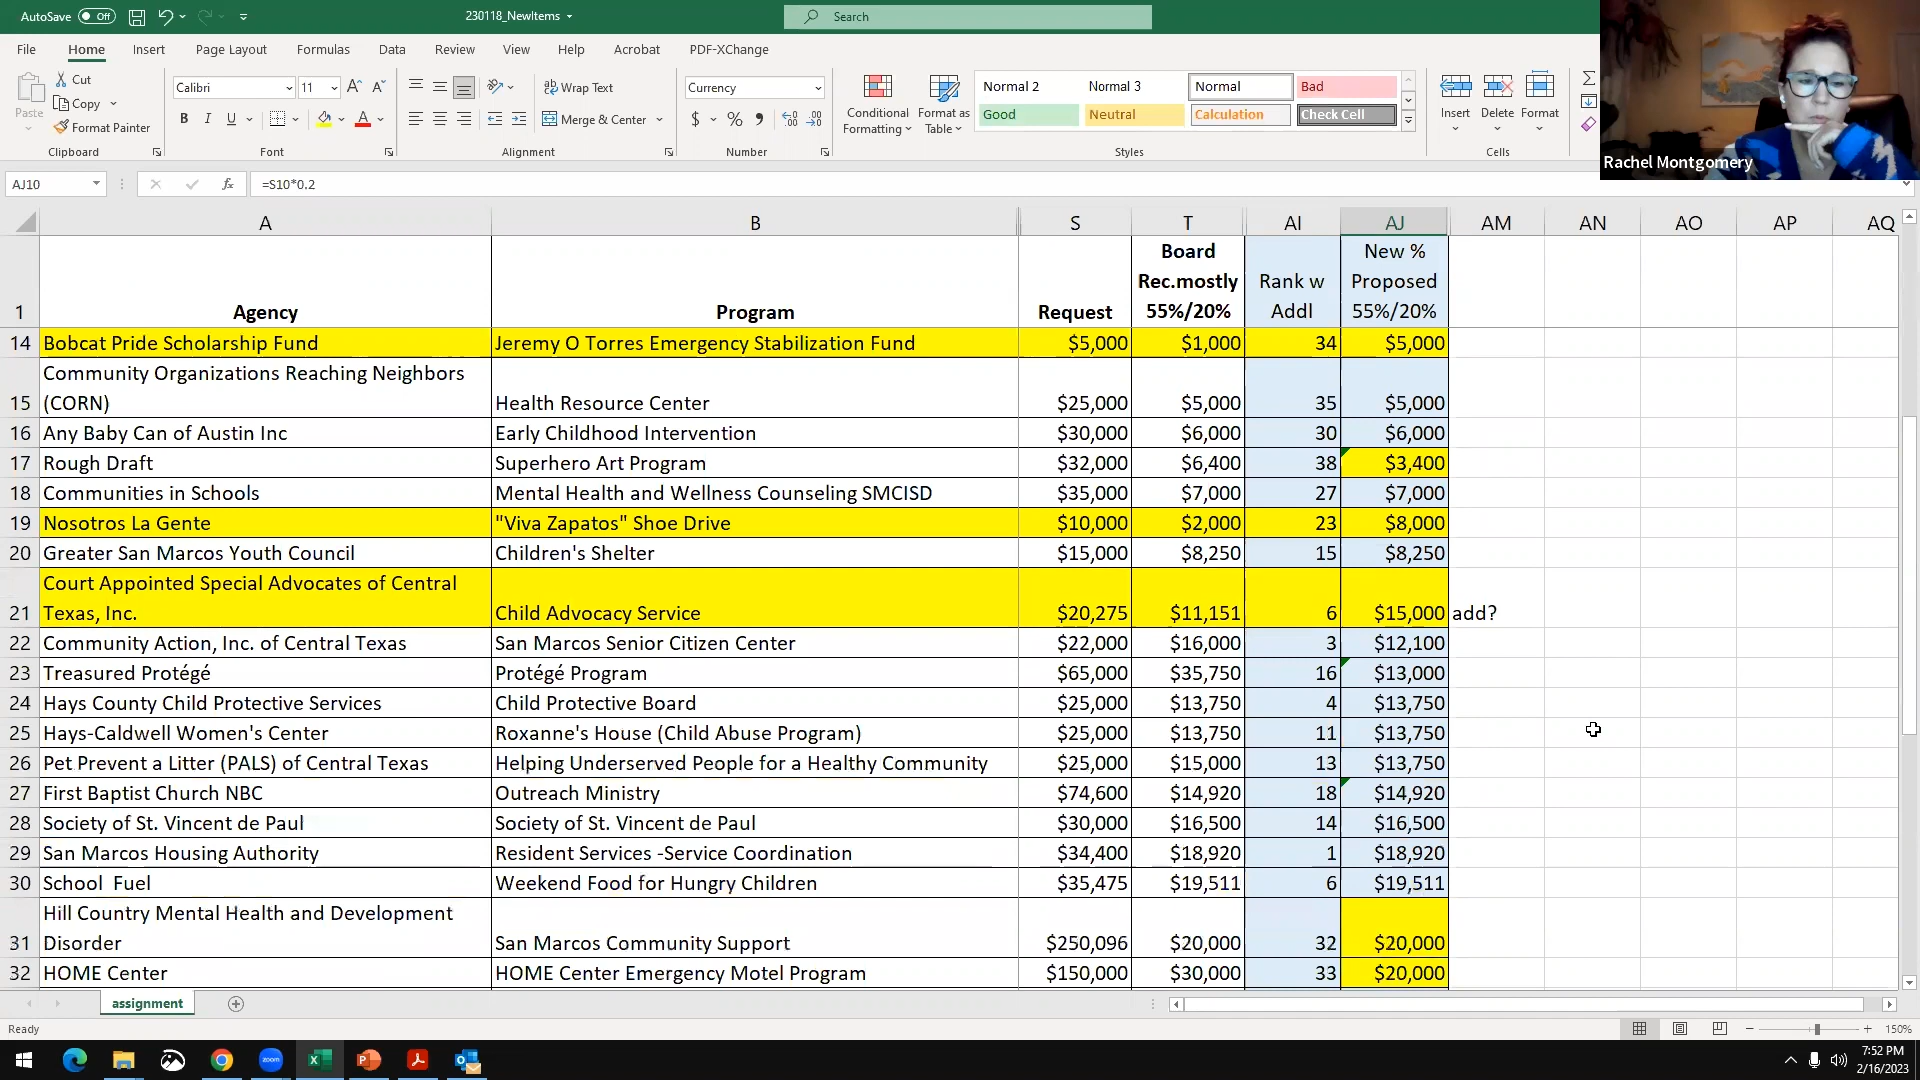 AutoSave Off 230118_NewItems Search
File Home Insert Page Layout Formulas Data Review View Help Acrobat PDF-XChange
Paste Cut Copy Format Painter
Calibri 11 Wrap Text Currency
B I U Merge & Center $ %
Conditional Formatting Format as Table
Normal 2 Normal 3 Normal Bad
Good Neutral Calculation Check Cell
Insert Delete Format
Clipboard Font Alignment Number Styles Cells
Rachel Montgomery
AJ10 fx =S10*0.2
A B S T AI AJ AM AN AO AP AQ
1 Agency Program Request Board Rec.mostly 55%/20% Rank w Addl New % Proposed 55%/20%
14 Bobcat Pride Scholarship Fund Jeremy O Torres Emergency Stabilization Fund $5,000 $1,000 34 $5,000
15 Community Organizations Reaching Neighbors (CORN) Health Resource Center $25,000 $5,000 35 $5,000
16 Any Baby Can of Austin Inc Early Childhood Intervention $30,000 $6,000 30 $6,000
17 Rough Draft Superhero Art Program $32,000 $6,400 38 $3,400
18 Communities in Schools Mental Health and Wellness Counseling SMCISD $35,000 $7,000 27 $7,000
19 Nosotros La Gente "Viva Zapatos" Shoe Drive $10,000 $2,000 23 $8,000
20 Greater San Marcos Youth Council Children's Shelter $15,000 $8,250 15 $8,250
21 Court Appointed Special Advocates of Central Texas, Inc. Child Advocacy Service $20,275 $11,151 6 $15,000 add?
22 Community Action, Inc. of Central Texas San Marcos Senior Citizen Center $22,000 $16,000 3 $12,100
23 Treasured Protégé Protégé Program $65,000 $35,750 16 $13,000
24 Hays County Child Protective Services Child Protective Board $25,000 $13,750 4 $13,750
25 Hays-Caldwell Women's Center Roxanne's House (Child Abuse Program) $25,000 $13,750 11 $13,750
26 Pet Prevent a Litter (PALS) of Central Texas Helping Underserved People for a Healthy Community $25,000 $15,000 13 $13,750
27 First Baptist Church NBC Outreach Ministry $74,600 $14,920 18 $14,920
28 Society of St. Vincent de Paul Society of St. Vincent de Paul $30,000 $16,500 14 $16,500
29 San Marcos Housing Authority Resident Services -Service Coordination $34,400 $18,920 1 $18,920
30 School Fuel Weekend Food for Hungry Children $35,475 $19,511 6 $19,511
31 Hill Country Mental Health and Development Disorder San Marcos Community Support $250,096 $20,000 32 $20,000
32 HOME Center HOME Center Emergency Motel Program $150,000 $30,000 33 $20,000
assignment
Ready 150%
zoom
7:52 PM
2/16/2023